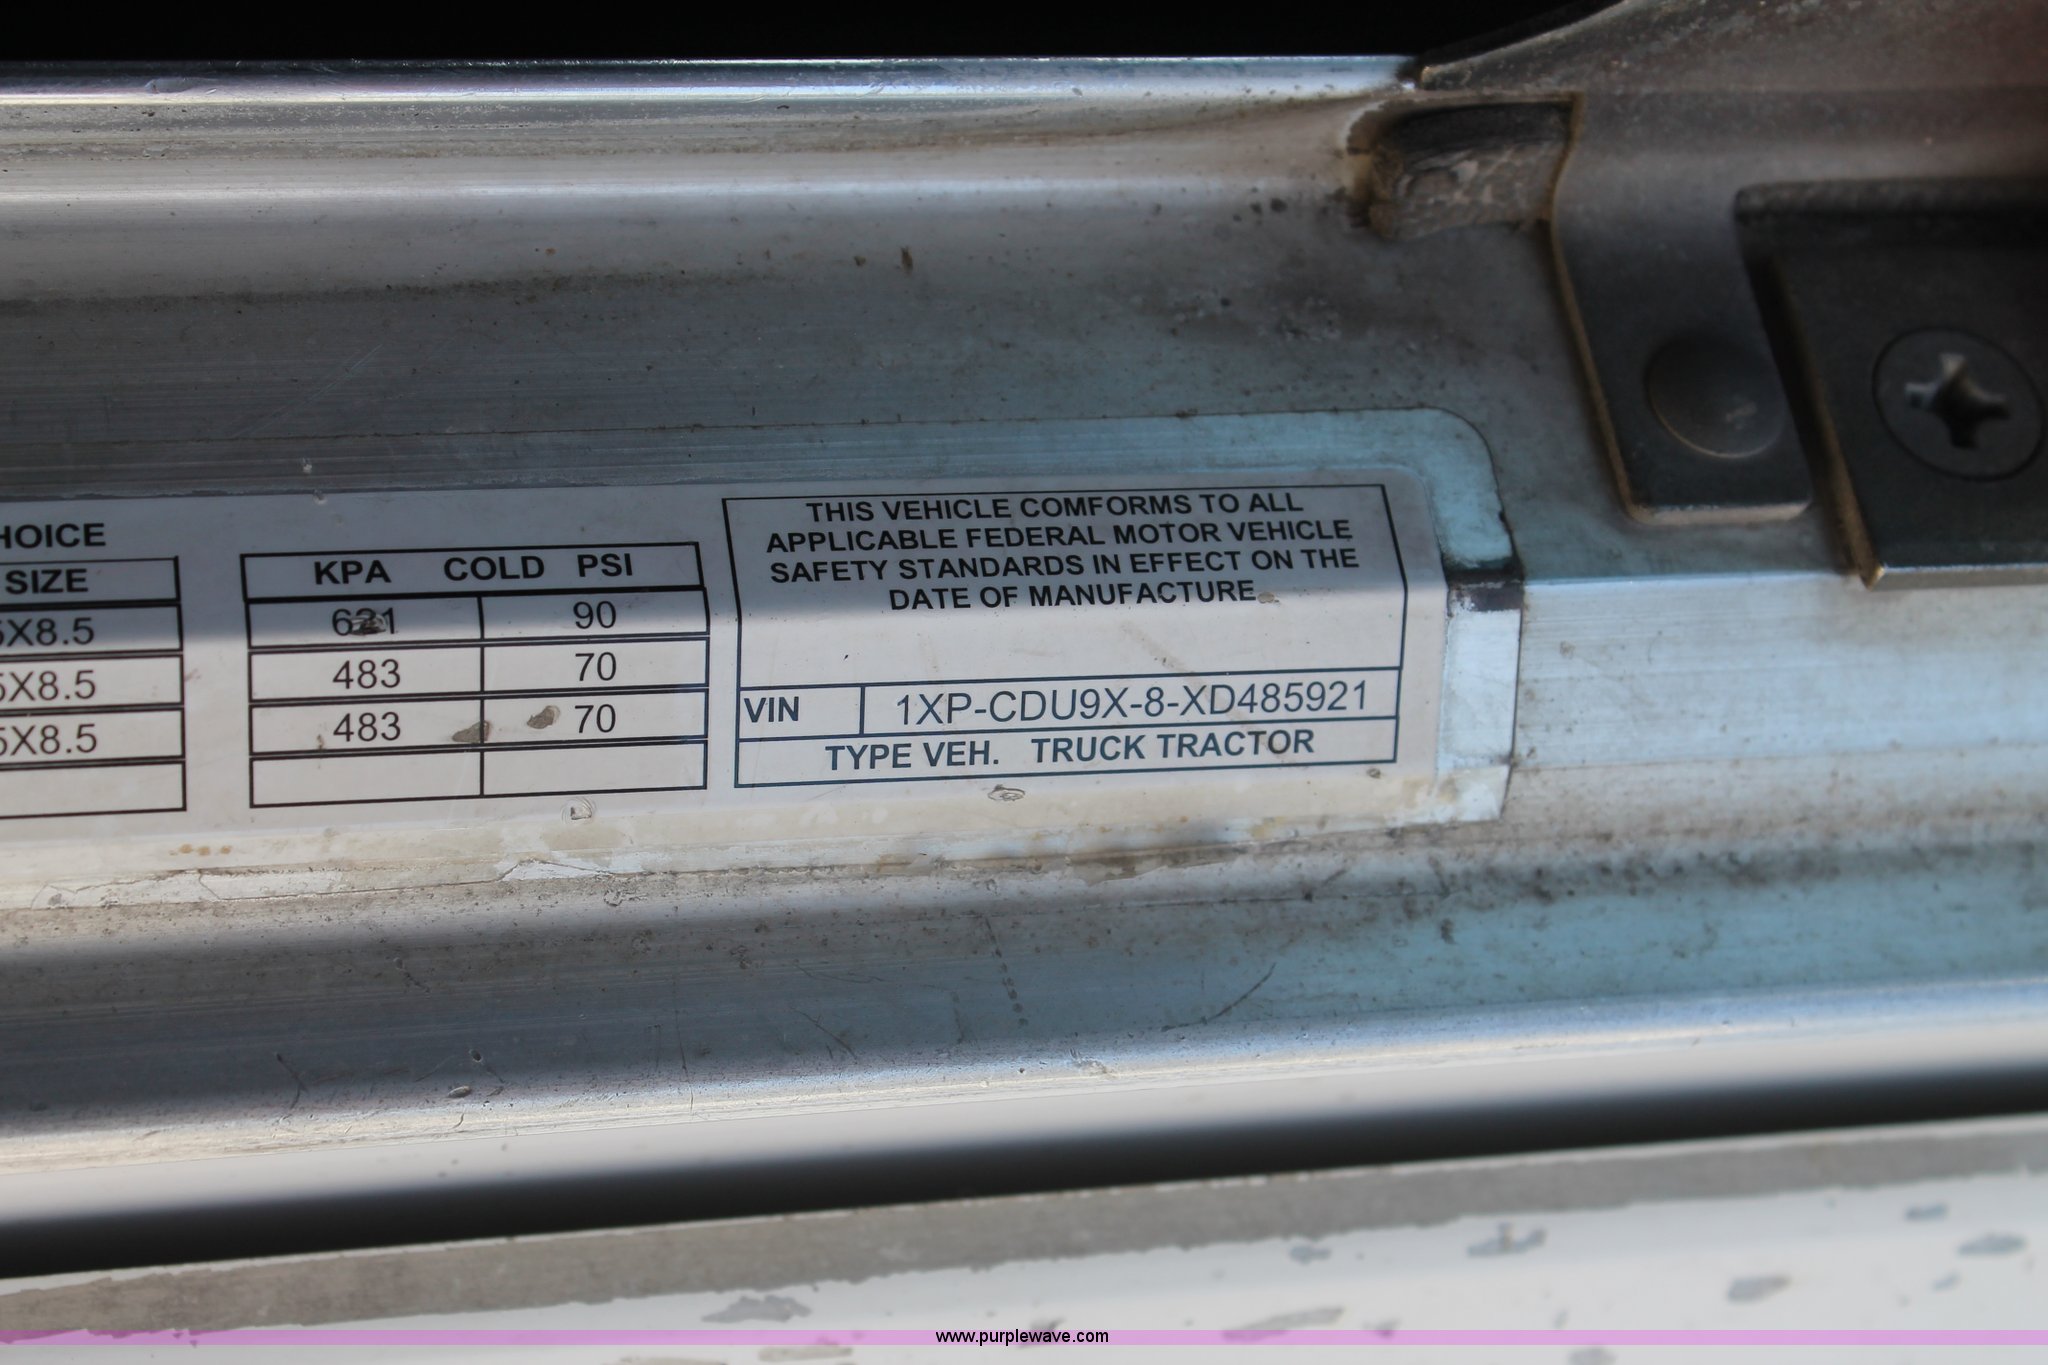 HOICE
SIZE
5X8.5
5X8.5
5X8.5
KPA COLD PSI
621 90
483 70
483 70
THIS VEHICLE COMFORMS TO ALL
APPLICABLE FEDERAL MOTOR VEHICLE
SAFETY STANDARDS IN EFFECT ON THE
DATE OF MANUFACTURE
VIN 1XP-CDU9X-8-XD485921
TYPE VEH. TRUCK TRACTOR
www.purplewave.com